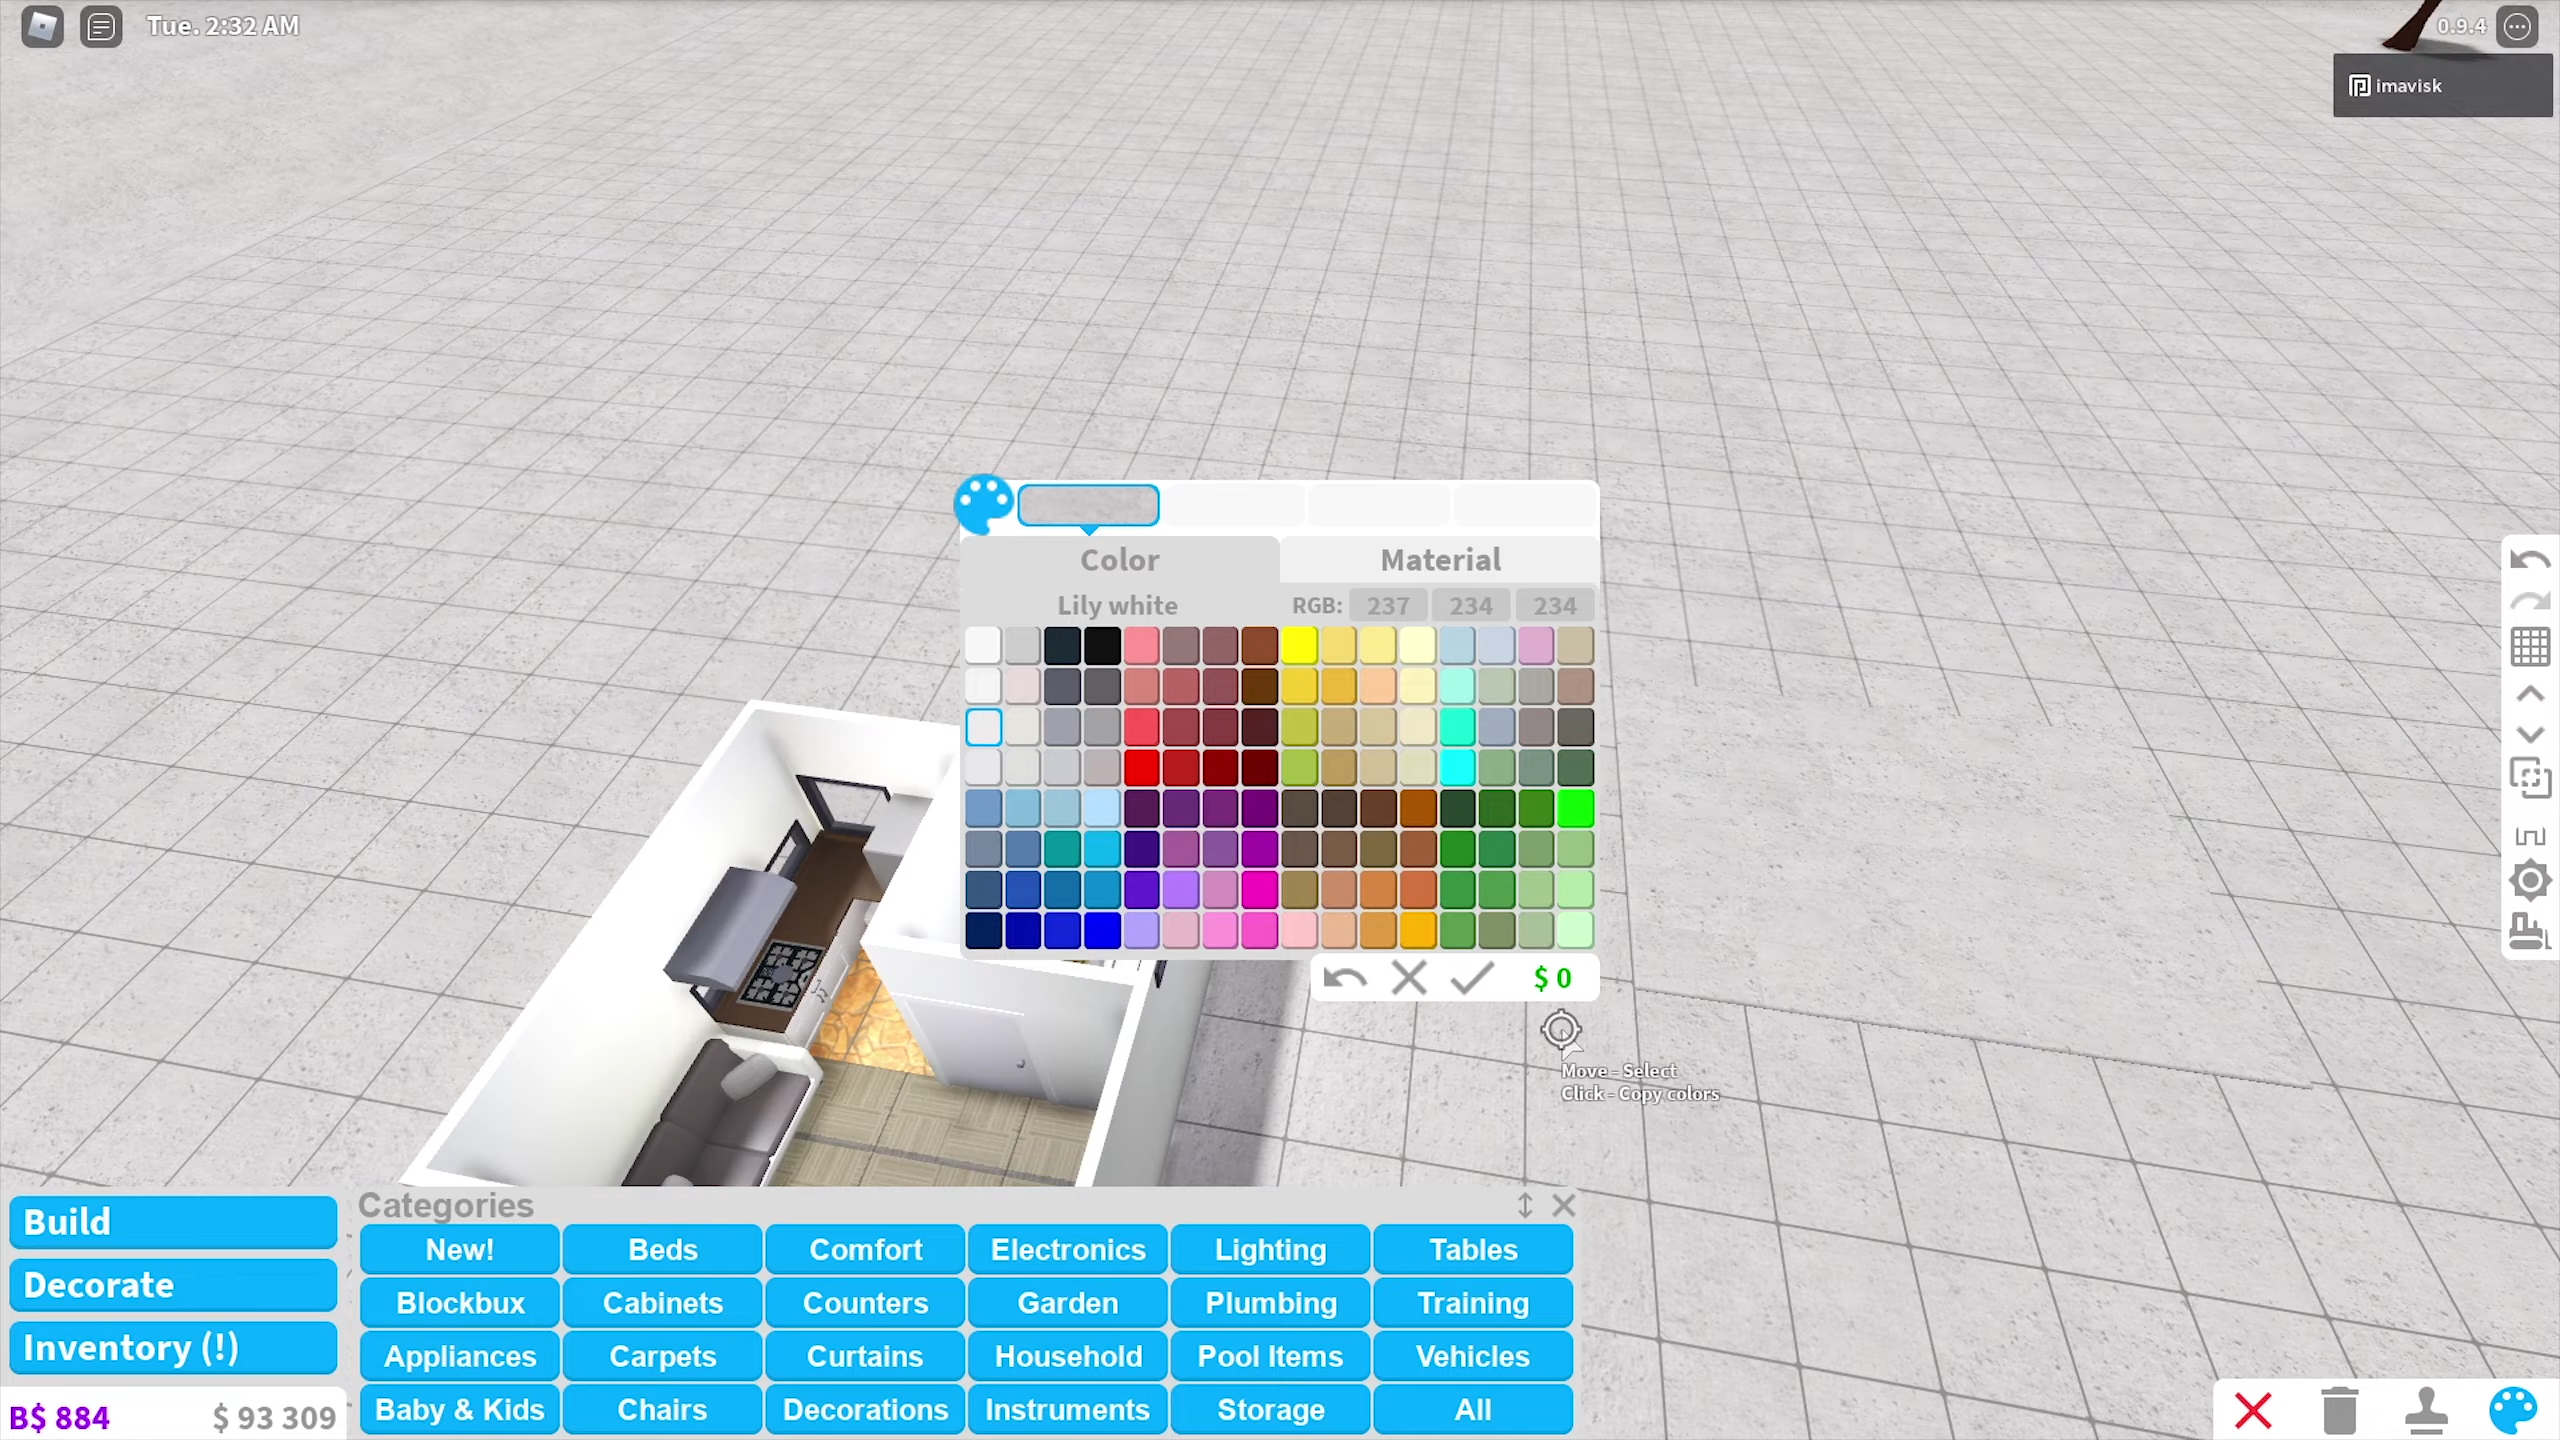 Tue. 2:32 AM
0.9.4
imavisk
Color
Material
Lily white
RGB: 237 234 234
$ 0
Move - Select
Click - Copy colors
Build
Decorate
Inventory (!)
B$ 884
$ 93 309
Categories
New! Beds Comfort Electronics Lighting Tables
Blockbux Cabinets Counters Garden Plumbing Training
Appliances Carpets Curtains Household Pool Items Vehicles
Baby & Kids Chairs Decorations Instruments Storage All